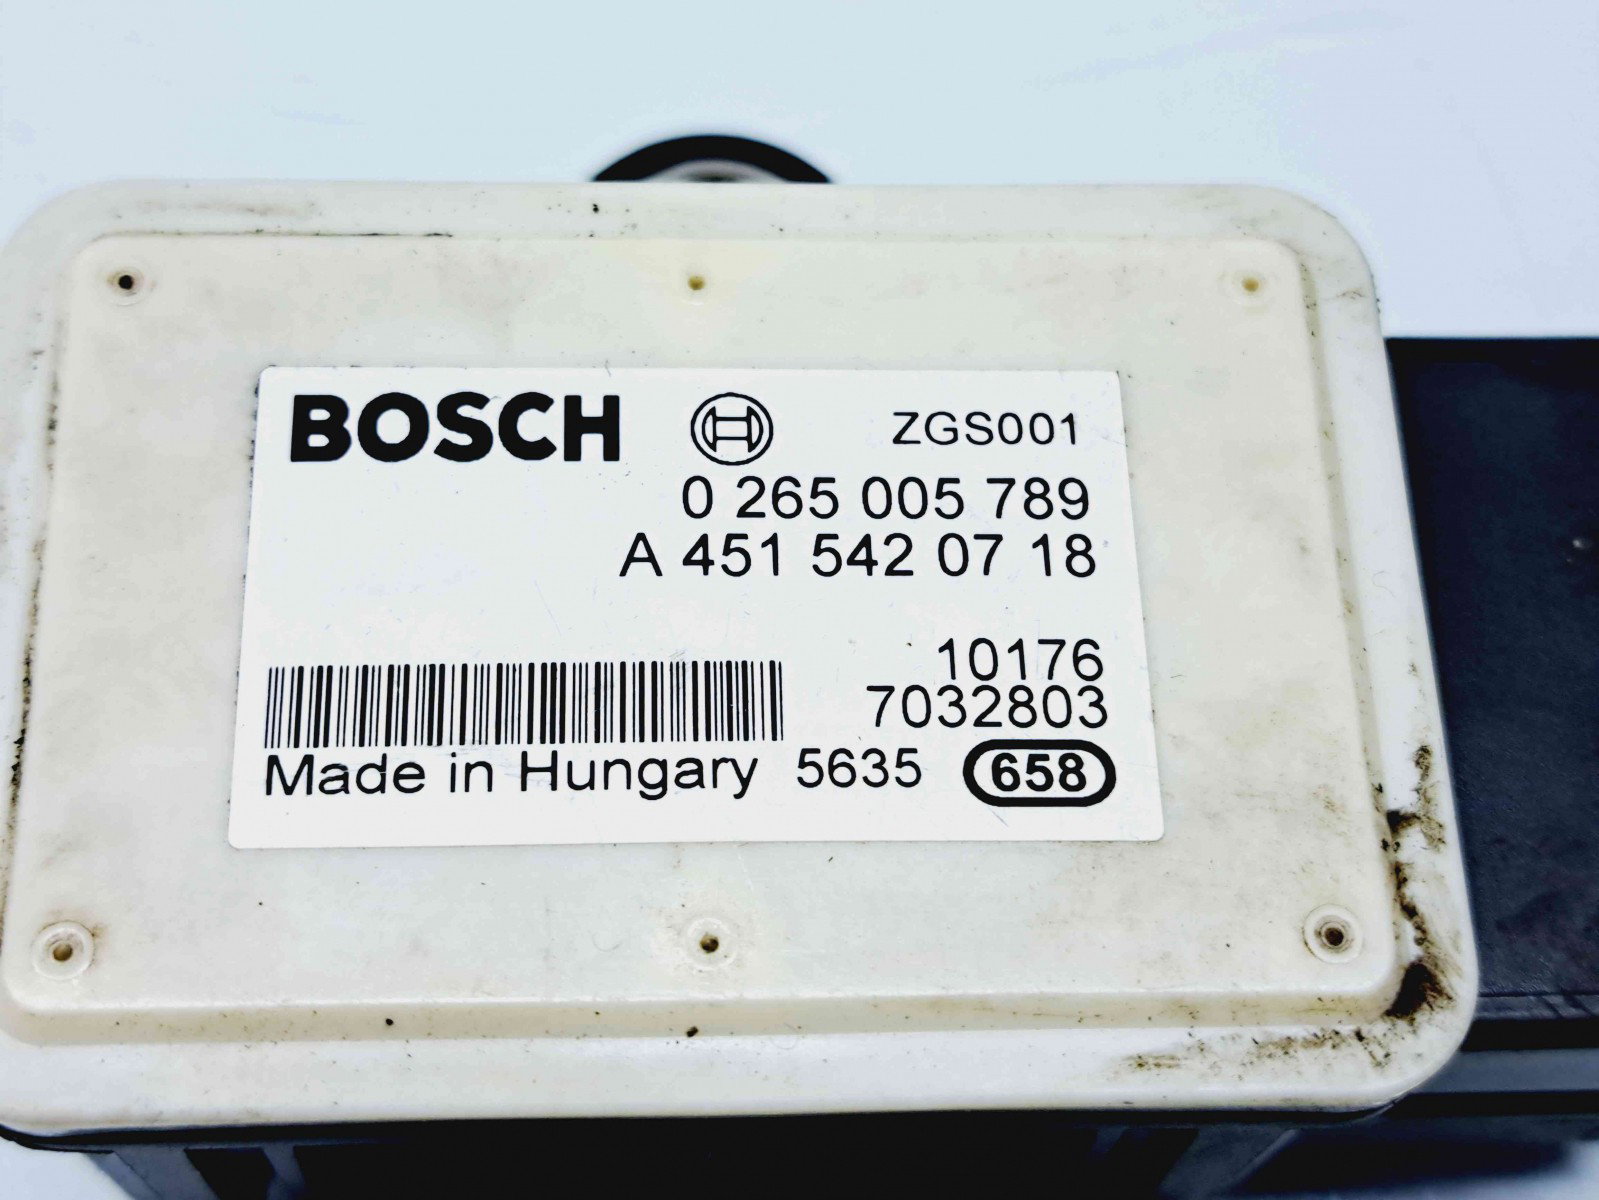 BOSCH ZGS001
0 265 005 789
A 451 542 07 18
10176
7032803
Made in Hungary 5635 658